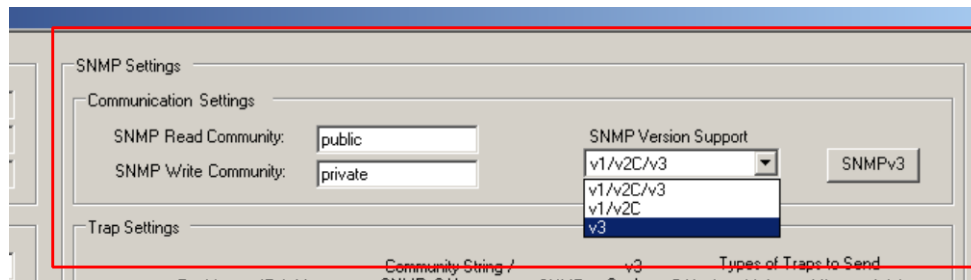 SNMP Settings
Communication Settings
SNMP Read Community: public
SNMP Write Community: private
SNMP Version Support
v1/v2C/v3
SNMPv3
v1/v2C/v3
v1/v2C
v3
Trap Settings
Community String / v3 Types of Traps to Send